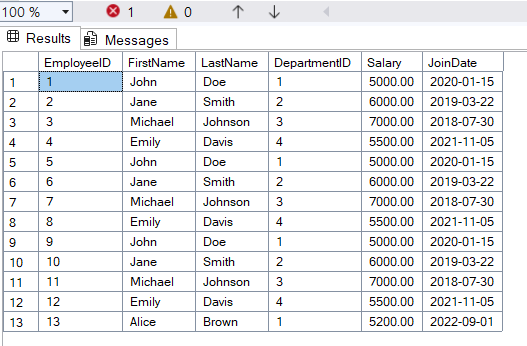 100 % 1 0
Results Messages
EmployeeID FirstName LastName DepartmentID Salary JoinDate
1 1 John Doe 1 5000.00 2020-01-15
2 2 Jane Smith 2 6000.00 2019-03-22
3 3 Michael Johnson 3 7000.00 2018-07-30
4 4 Emily Davis 4 5500.00 2021-11-05
5 5 John Doe 1 5000.00 2020-01-15
6 6 Jane Smith 2 6000.00 2019-03-22
7 7 Michael Johnson 3 7000.00 2018-07-30
8 8 Emily Davis 4 5500.00 2021-11-05
9 9 John Doe 1 5000.00 2020-01-15
10 10 Jane Smith 2 6000.00 2019-03-22
11 11 Michael Johnson 3 7000.00 2018-07-30
12 12 Emily Davis 4 5500.00 2021-11-05
13 13 Alice Brown 1 5200.00 2022-09-01